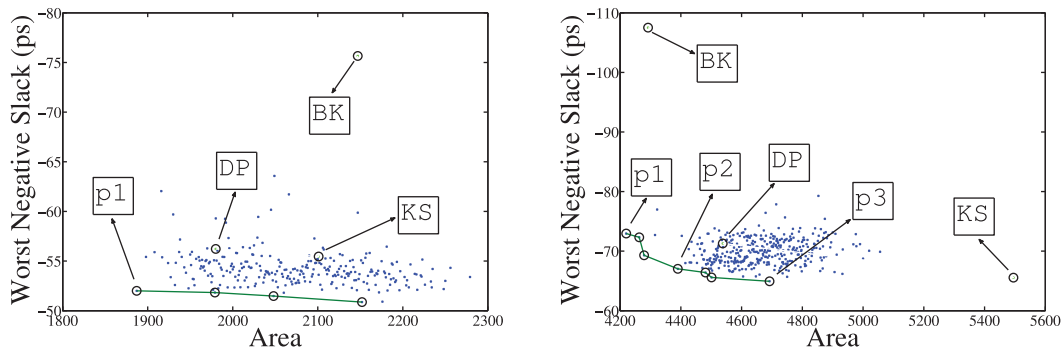 Worst Negative Slack (ps)
−80
−75
−70
−65
−60
−55
−50
1800
1900
2000
2100
2200
2300
Area
BK
DP
p1
KS
Worst Negative Slack (ps)
−110
−100
−90
−80
−70
−60
4200
4400
4600
4800
5000
5200
5400
5600
Area
BK
p1
p2
DP
p3
KS